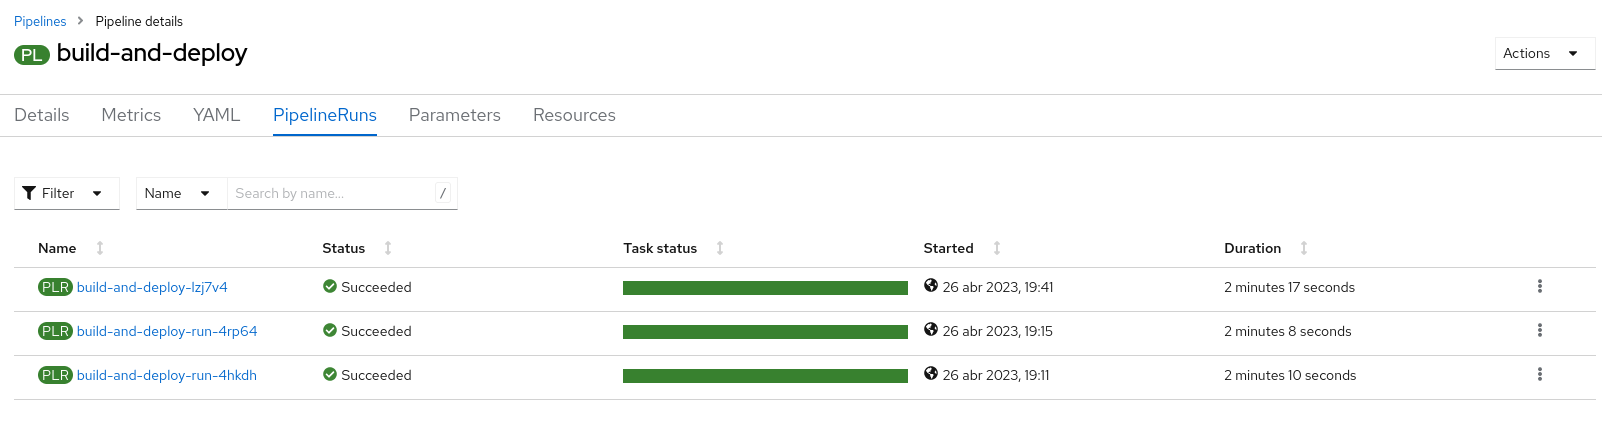 Pipelines > Pipeline details
PL build-and-deploy
Actions
Details Metrics YAML PipelineRuns Parameters Resources
Filter Name Search by name... /
Name Status Task status Started Duration
PLR build-and-deploy-lzj7v4 Succeeded 26 abr 2023, 19:41 2 minutes 17 seconds
PLR build-and-deploy-run-4rp64 Succeeded 26 abr 2023, 19:15 2 minutes 8 seconds
PLR build-and-deploy-run-4hkdh Succeeded 26 abr 2023, 19:11 2 minutes 10 seconds